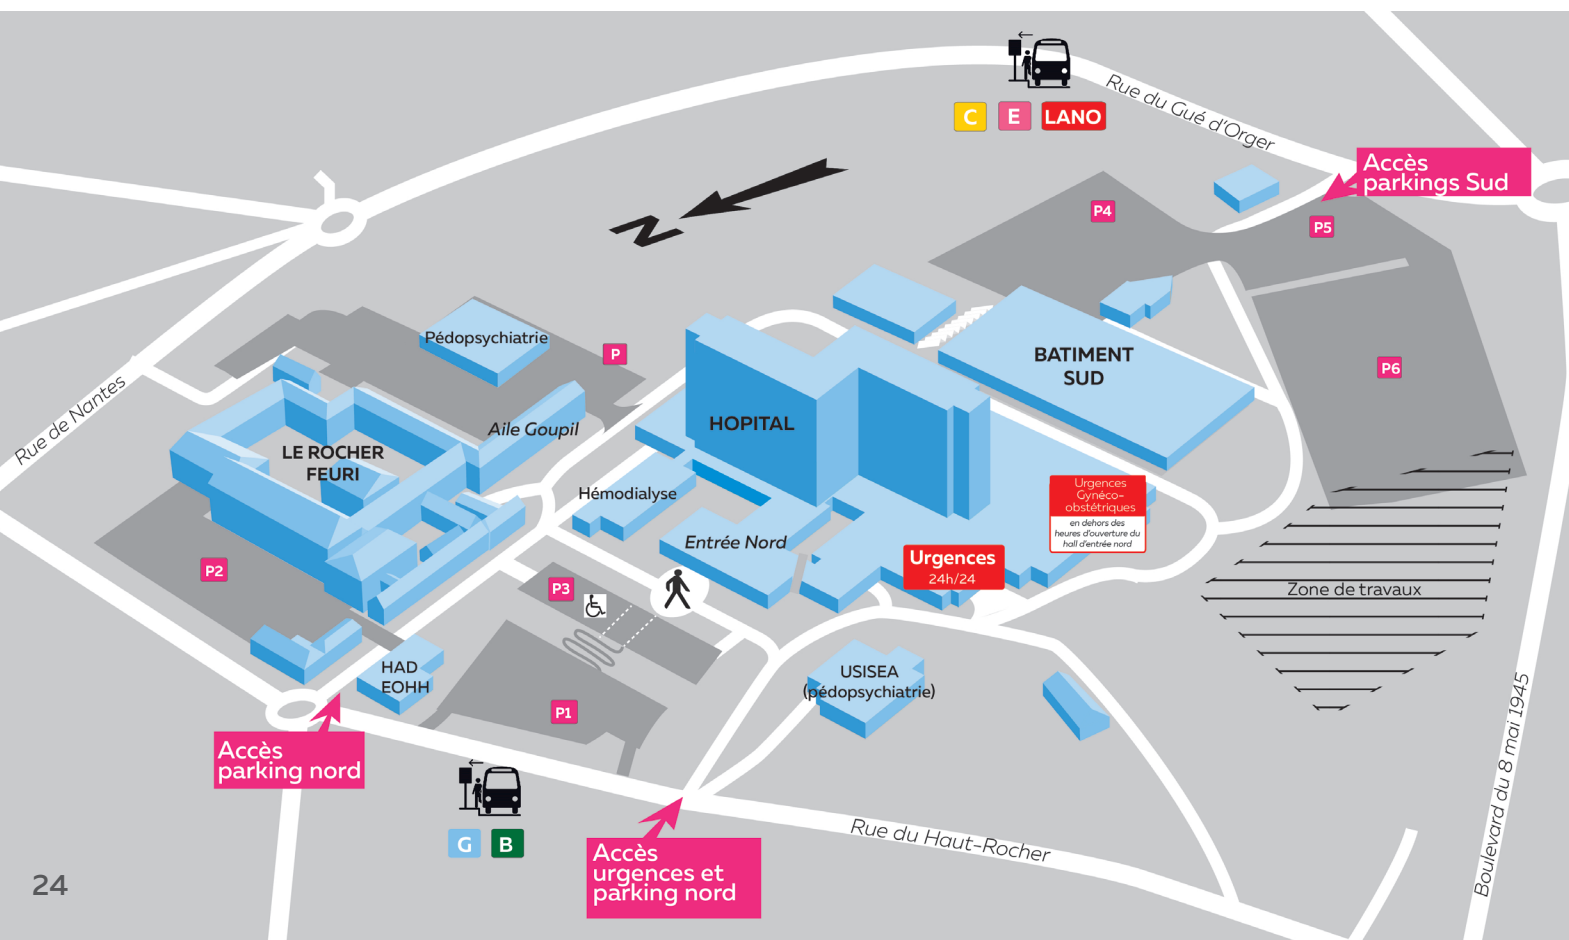 C E LANO
Rue du Gué d'Orger
Accès
parkings Sud
N
P4
P5
Pédopsychiatrie
P
BATIMENT
SUD
P6
Rue de Nantes
HOPITAL
Aile Goupil
LE ROCHER
FEURI
Hémodialyse
Urgences
Gynéco-
obstétriques
en dehors des
heures d'ouverture du
hall d'entrée nord
Entrée Nord
Urgences
24h/24
P2
P3
Zone de travaux
HAD
EOHH
USISEA
(pédopsychiatrie)
P1
Accès
parking nord
Boulevard du 8 mai 1945
G B
Rue du Haut-Rocher
Accès
urgences et
parking nord
24